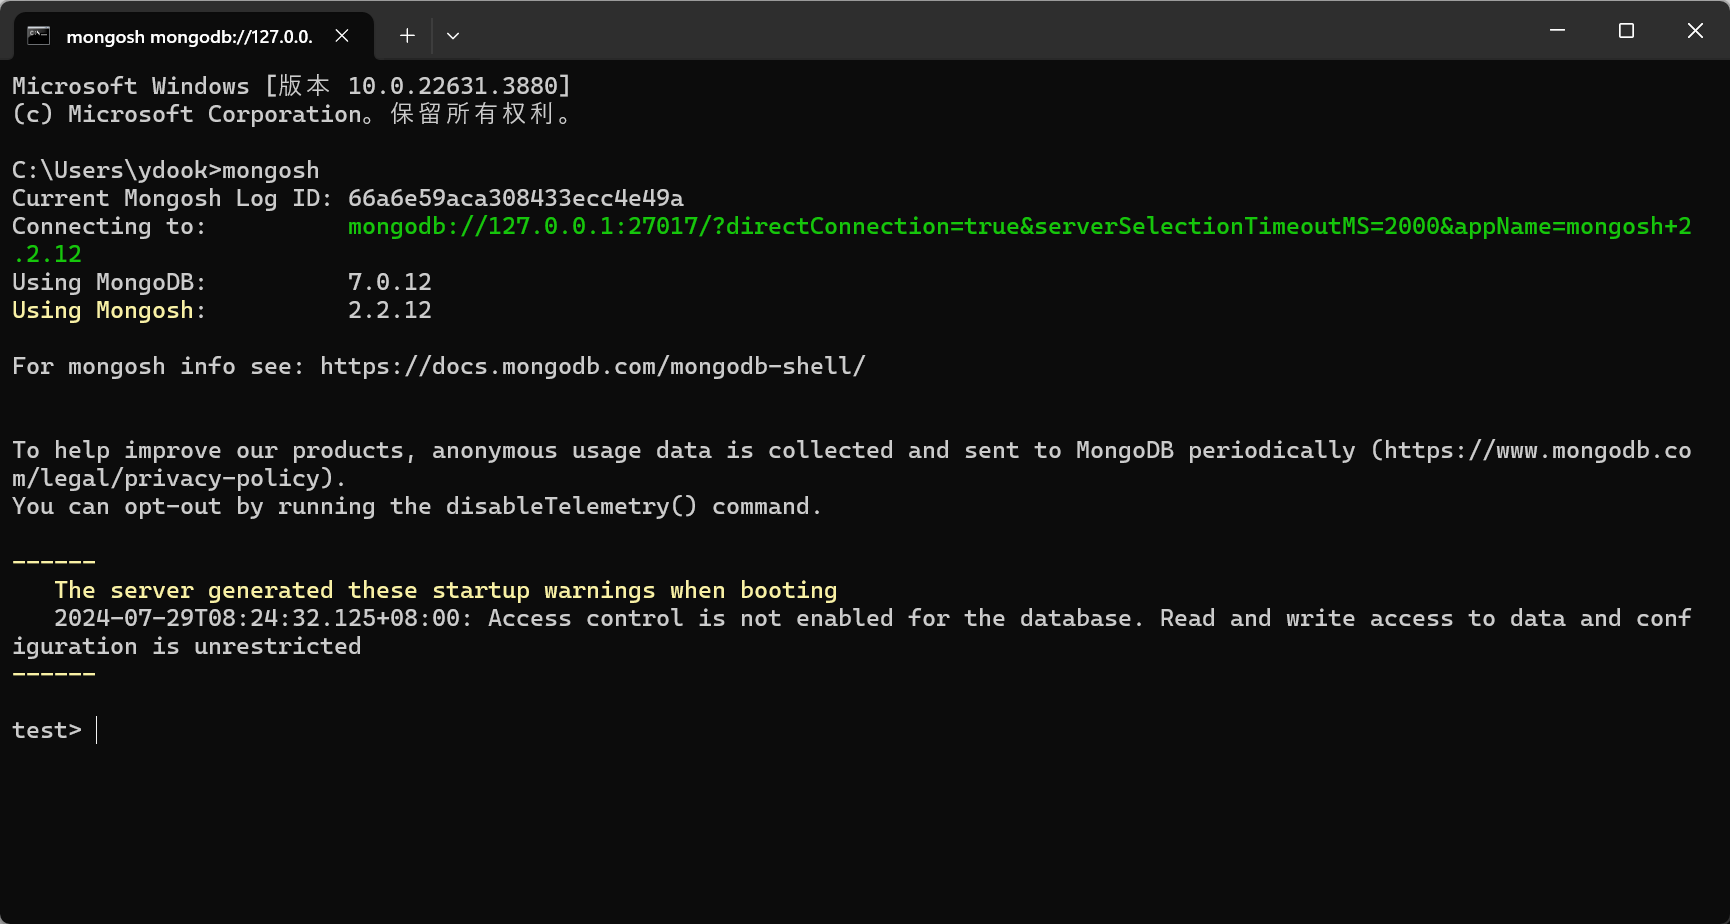 mongosh mongodb://127.0.0.
Microsoft Windows [版本 10.0.22631.3880]
(c) Microsoft Corporation。保留所有权利。
C:\Users\ydook>mongosh
Current Mongosh Log ID: 66a6e59aca308433ecc4e49a
Connecting to:          mongodb://127.0.0.1:27017/?directConnection=true&serverSelectionTimeoutMS=2000&appName=mongosh+2
.2.12
Using MongoDB:          7.0.12
Using Mongosh:          2.2.12
For mongosh info see: https://docs.mongodb.com/mongodb-shell/
To help improve our products, anonymous usage data is collected and sent to MongoDB periodically (https://www.mongodb.co
m/legal/privacy-policy).
You can opt-out by running the disableTelemetry() command.
------
The server generated these startup warnings when booting
2024-07-29T08:24:32.125+08:00: Access control is not enabled for the database. Read and write access to data and conf
iguration is unrestricted
------
test>